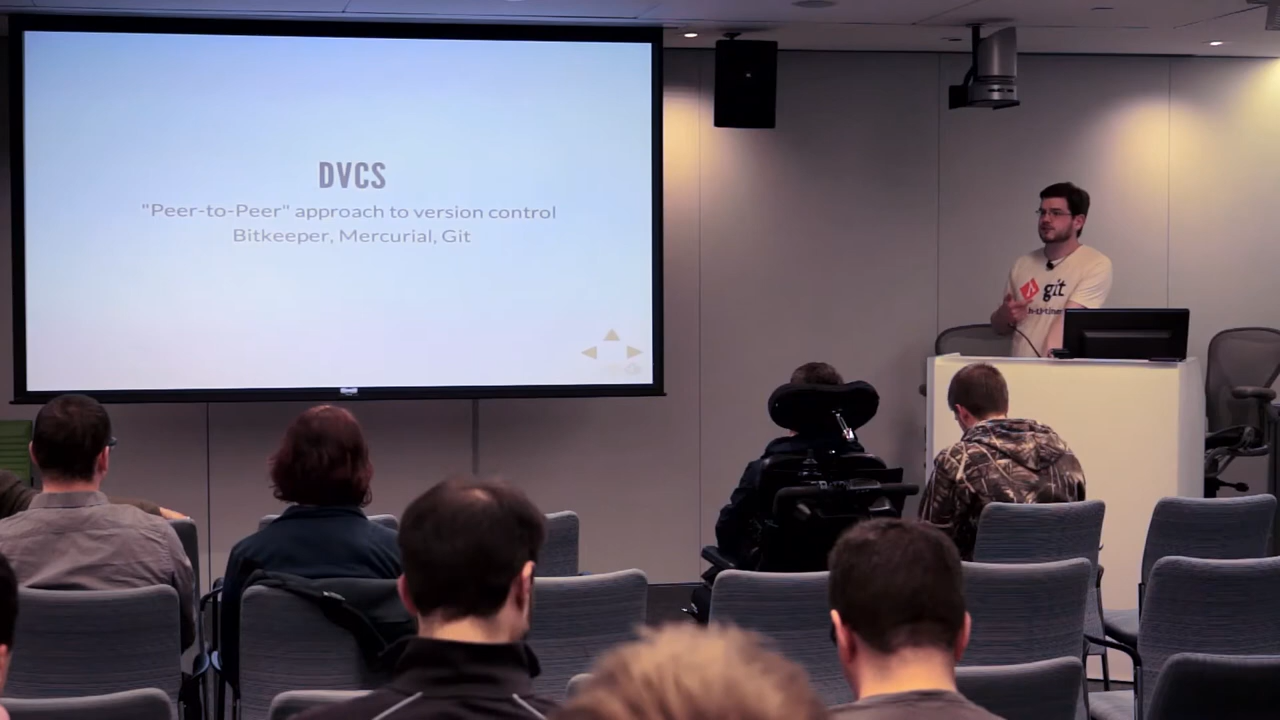 DVCS
"Peer-to-Peer" approach to version control
Bitkeeper, Mercurial, Git
git